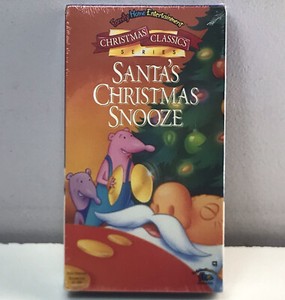 Family Home Entertainment
CHRISTMAS CLASSICS
SERIES
SANTA'S
CHRISTMAS
SNOOZE